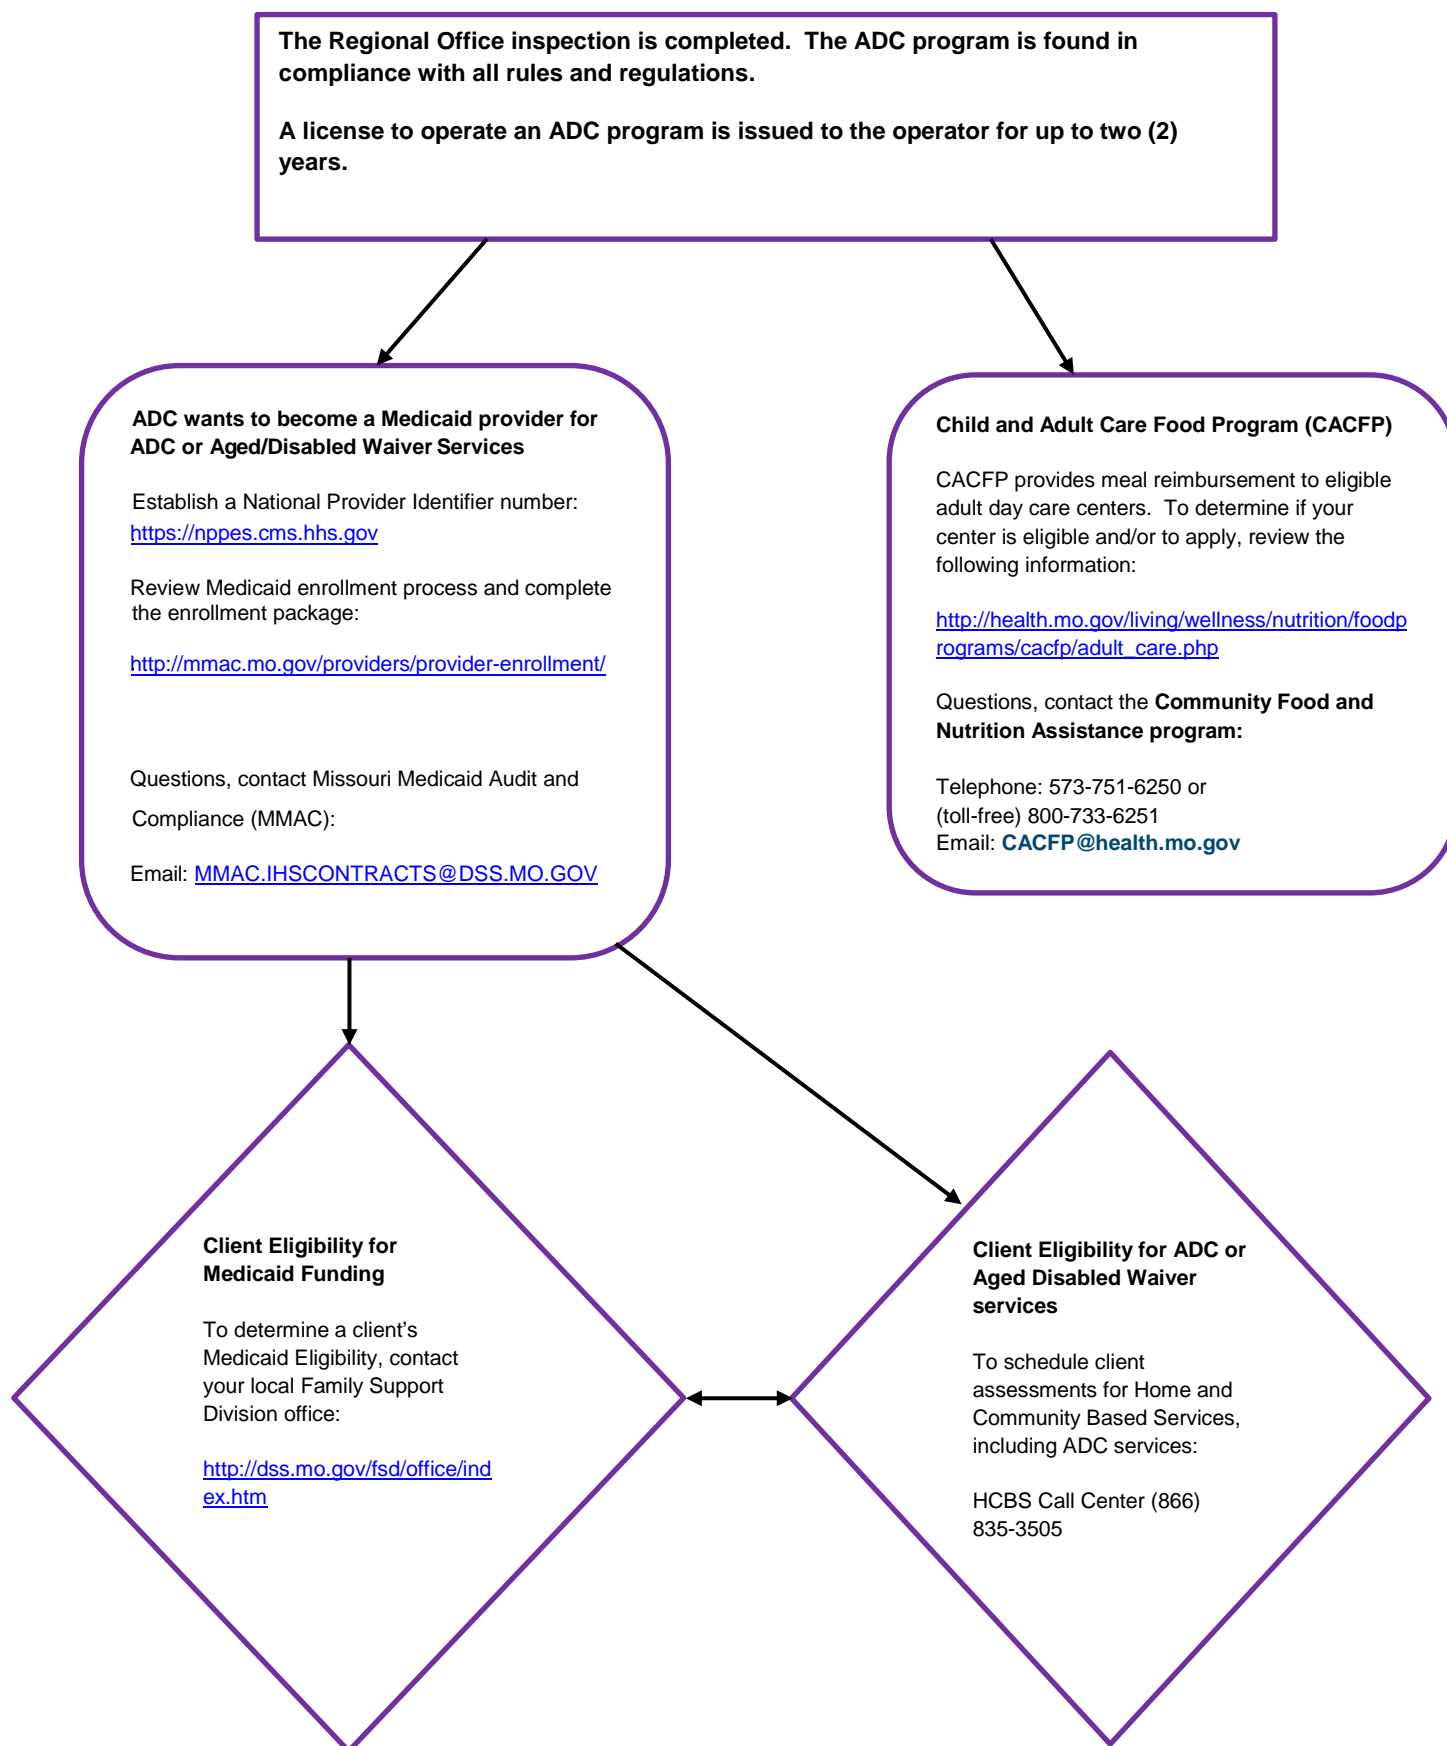 The Regional Office inspection is completed.  The ADC program is found in
compliance with all rules and regulations.
A license to operate an ADC program is issued to the operator for up to two (2)
years.
ADC wants to become a Medicaid provider for
ADC or Aged/Disabled Waiver Services
Establish a National Provider Identifier number:
https://nppes.cms.hhs.gov
Review Medicaid enrollment process and complete
the enrollment package:
http://mmac.mo.gov/providers/provider-enrollment/
Questions, contact Missouri Medicaid Audit and
Compliance (MMAC):
Email: MMAC.IHSCONTRACTS@DSS.MO.GOV
Child and Adult Care Food Program (CACFP)
CACFP provides meal reimbursement to eligible
adult day care centers.  To determine if your
center is eligible and/or to apply, review the
following information:
http://health.mo.gov/living/wellness/nutrition/foodp
rograms/cacfp/adult_care.php
Questions, contact the Community Food and
Nutrition Assistance program:
Telephone: 573-751-6250 or
(toll-free) 800-733-6251
Email: CACFP@health.mo.gov
Client Eligibility for
Medicaid Funding
To determine a client's
Medicaid Eligibility, contact
your local Family Support
Division office:
http://dss.mo.gov/fsd/office/ind
ex.htm
Client Eligibility for ADC or
Aged Disabled Waiver
services
To schedule client
assessments for Home and
Community Based Services,
including ADC services:
HCBS Call Center (866)
835-3505